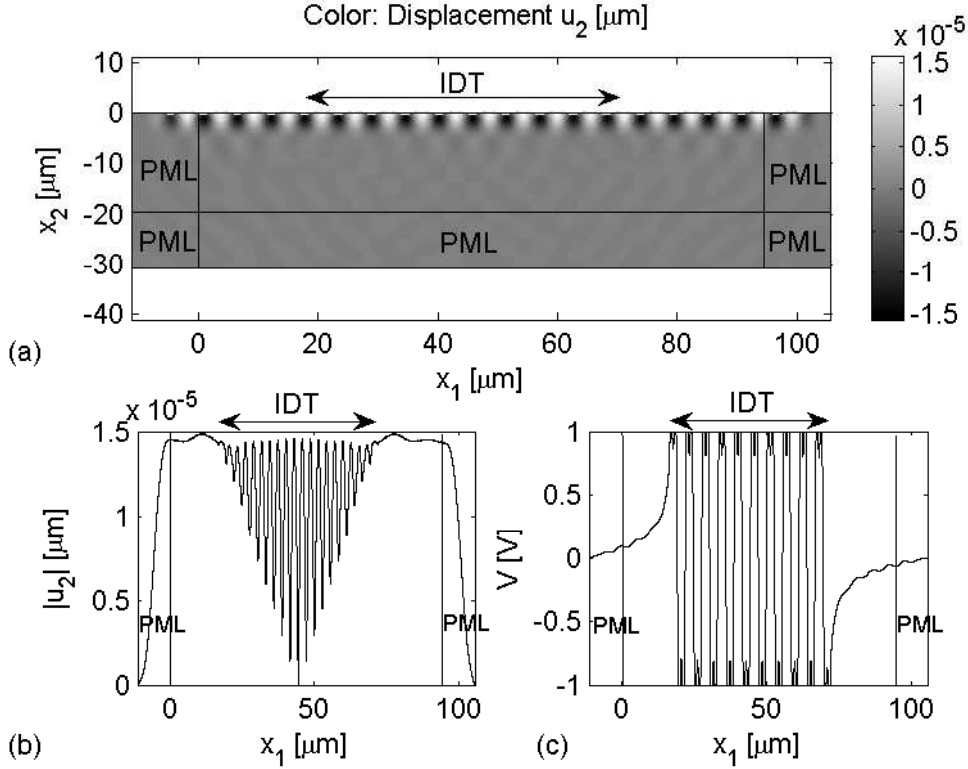 Color: Displacement u₂ [μm]
x 10⁻⁵
10
0
-10
-20
-30
-40
x₂ [μm]
IDT
PML
PML
PML
PML
PML
1.5
1
0.5
0
-0.5
-1
-1.5
0 20 40 60 80 100
x₁ [μm]
(a)
x 10⁻⁵
IDT
1.5
1
0.5
0
|u₂| [μm]
PML
PML
0 50 100
x₁ [μm]
(b)
IDT
1
0.5
0
-0.5
-1
V [V]
PML
PML
0 50 100
x₁ [μm]
(c)